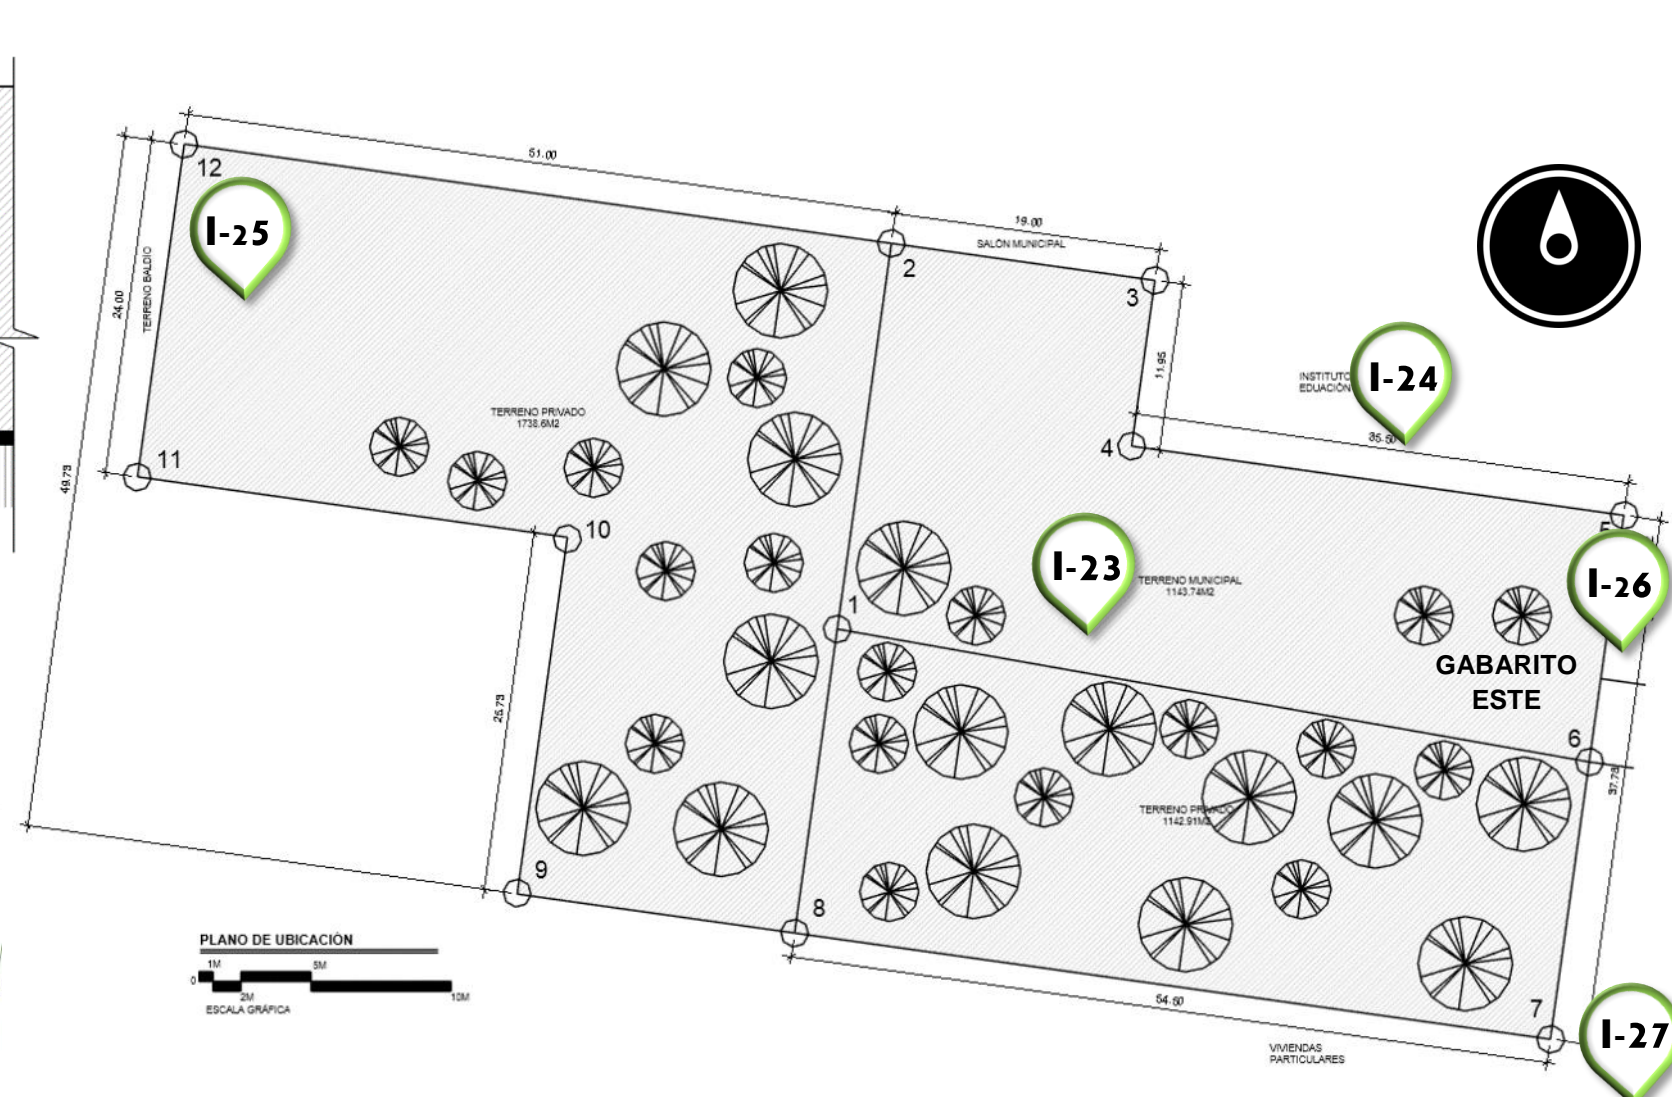 12
51.00
19.00
SALÓN MUNICIPAL
2
3
I-25
TERRENO BALDIO
24.00
11.95
INSTITUTO
EDUACIÓN
I-24
35.50
4
TERRENO PRIVADO
1738.6M2
11
49.73
10
5
I-23
TERRENO MUNICIPAL
1143.74M2
I-26
1
GABARITO
ESTE
25.73
6
37.78
TERRENO PRIVADO
1142.91M2
9
8
PLANO DE UBICACIÓN
0
1M
5M
2M
10M
ESCALA GRÁFICA
54.50
7
I-27
VIVIENDAS
PARTICULARES